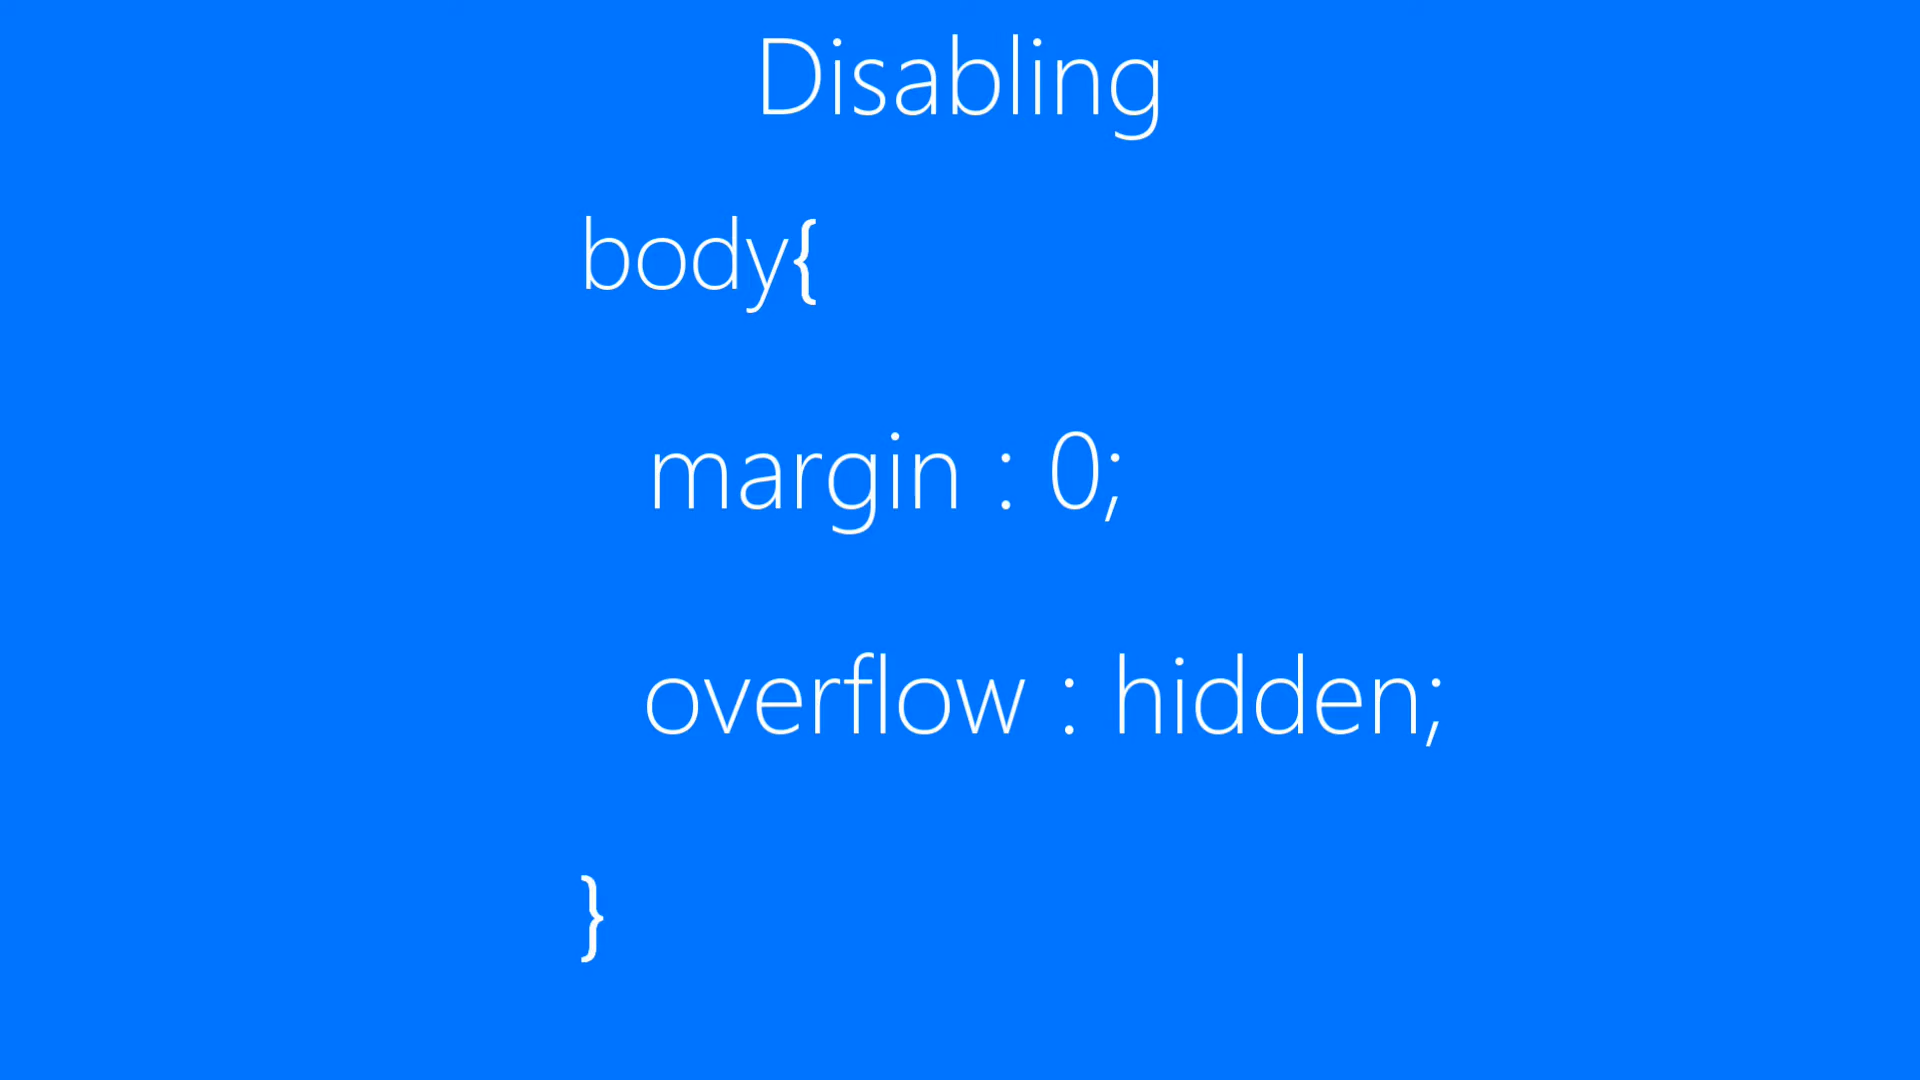 Disabling
body{
margin : 0;
overflow : hidden;
}